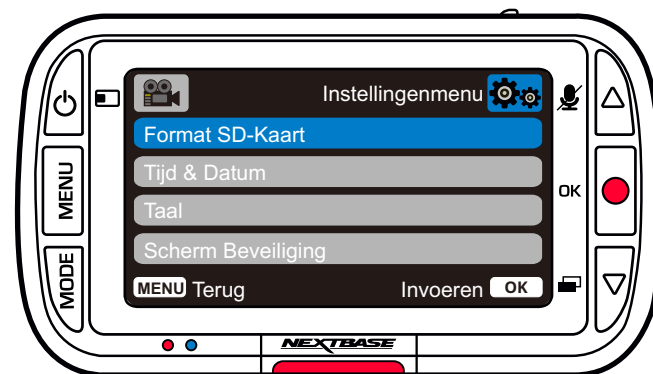 Instellingenmenu
Format SD-Kaart
Tijd & Datum
Taal
Scherm Beveiliging
MENU Terug Invoeren OK
MENU
MODE
OK
NEXTBASE